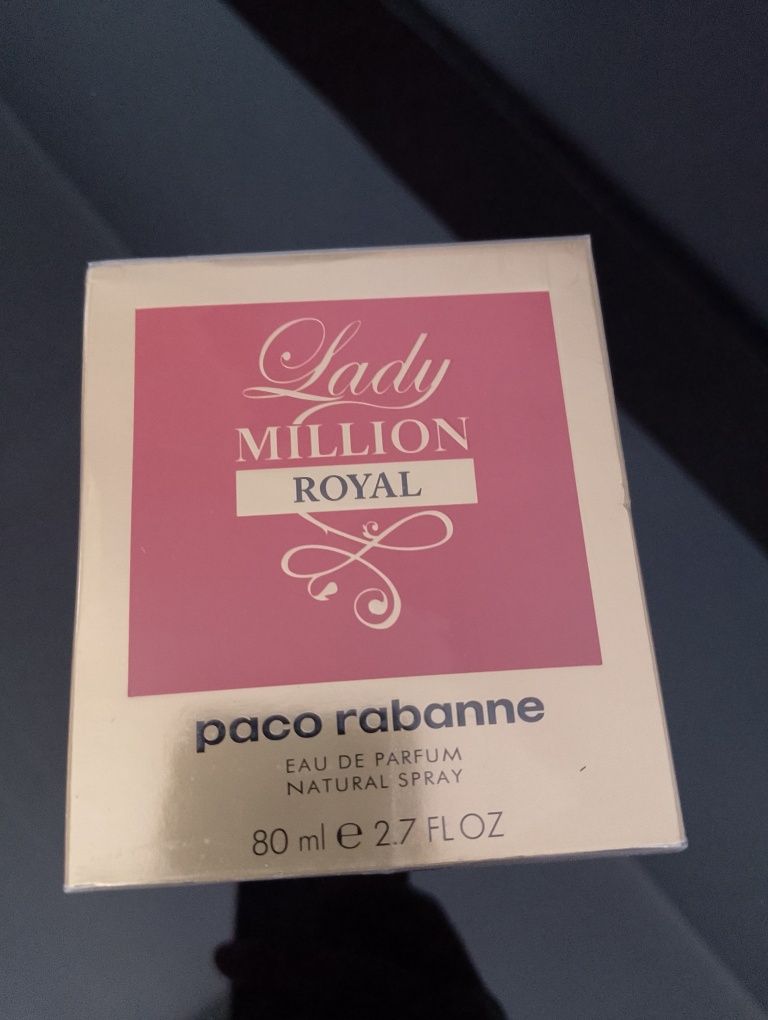 Lady
MILLION
ROYAL
paco rabanne
EAU DE PARFUM
NATURAL SPRAY
80 ml ℮ 2.7 FL OZ